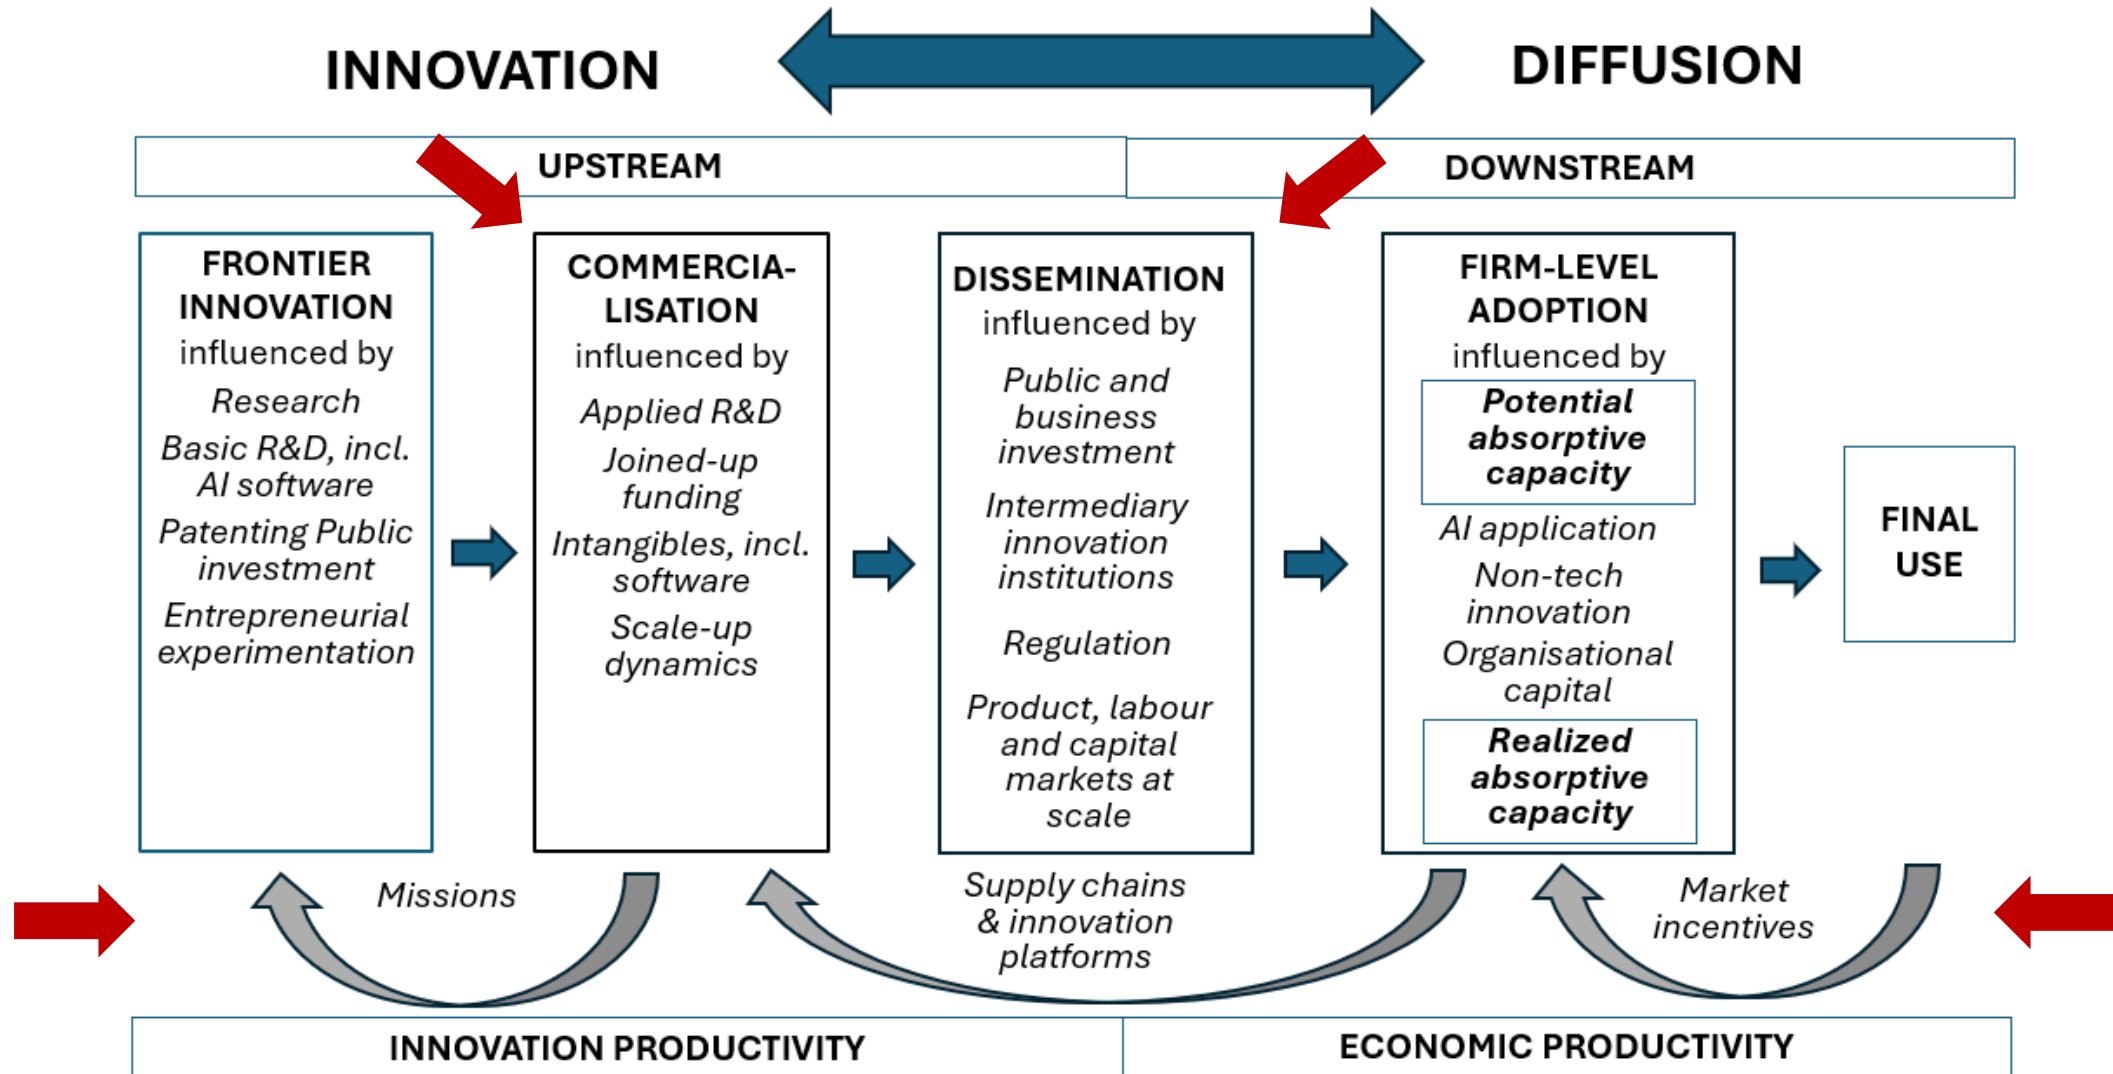 INNOVATION
DIFFUSION
UPSTREAM
DOWNSTREAM
FRONTIER
INNOVATION
influenced by
Research
Basic R&D, incl.
AI software
Patenting Public
investment
Entrepreneurial
experimentation
COMMERCIA-
LISATION
influenced by
Applied R&D
Joined-up
funding
Intangibles, incl.
software
Scale-up
dynamics
DISSEMINATION
influenced by
Public and
business
investment
Intermediary
innovation
institutions
Regulation
Product, labour
and capital
markets at
scale
FIRM-LEVEL
ADOPTION
influenced by
Potential
absorptive
capacity
AI application
Non-tech
innovation
Organisational
capital
Realized
absorptive
capacity
FINAL
USE
Missions
Supply chains
& innovation
platforms
Market
incentives
INNOVATION PRODUCTIVITY
ECONOMIC PRODUCTIVITY